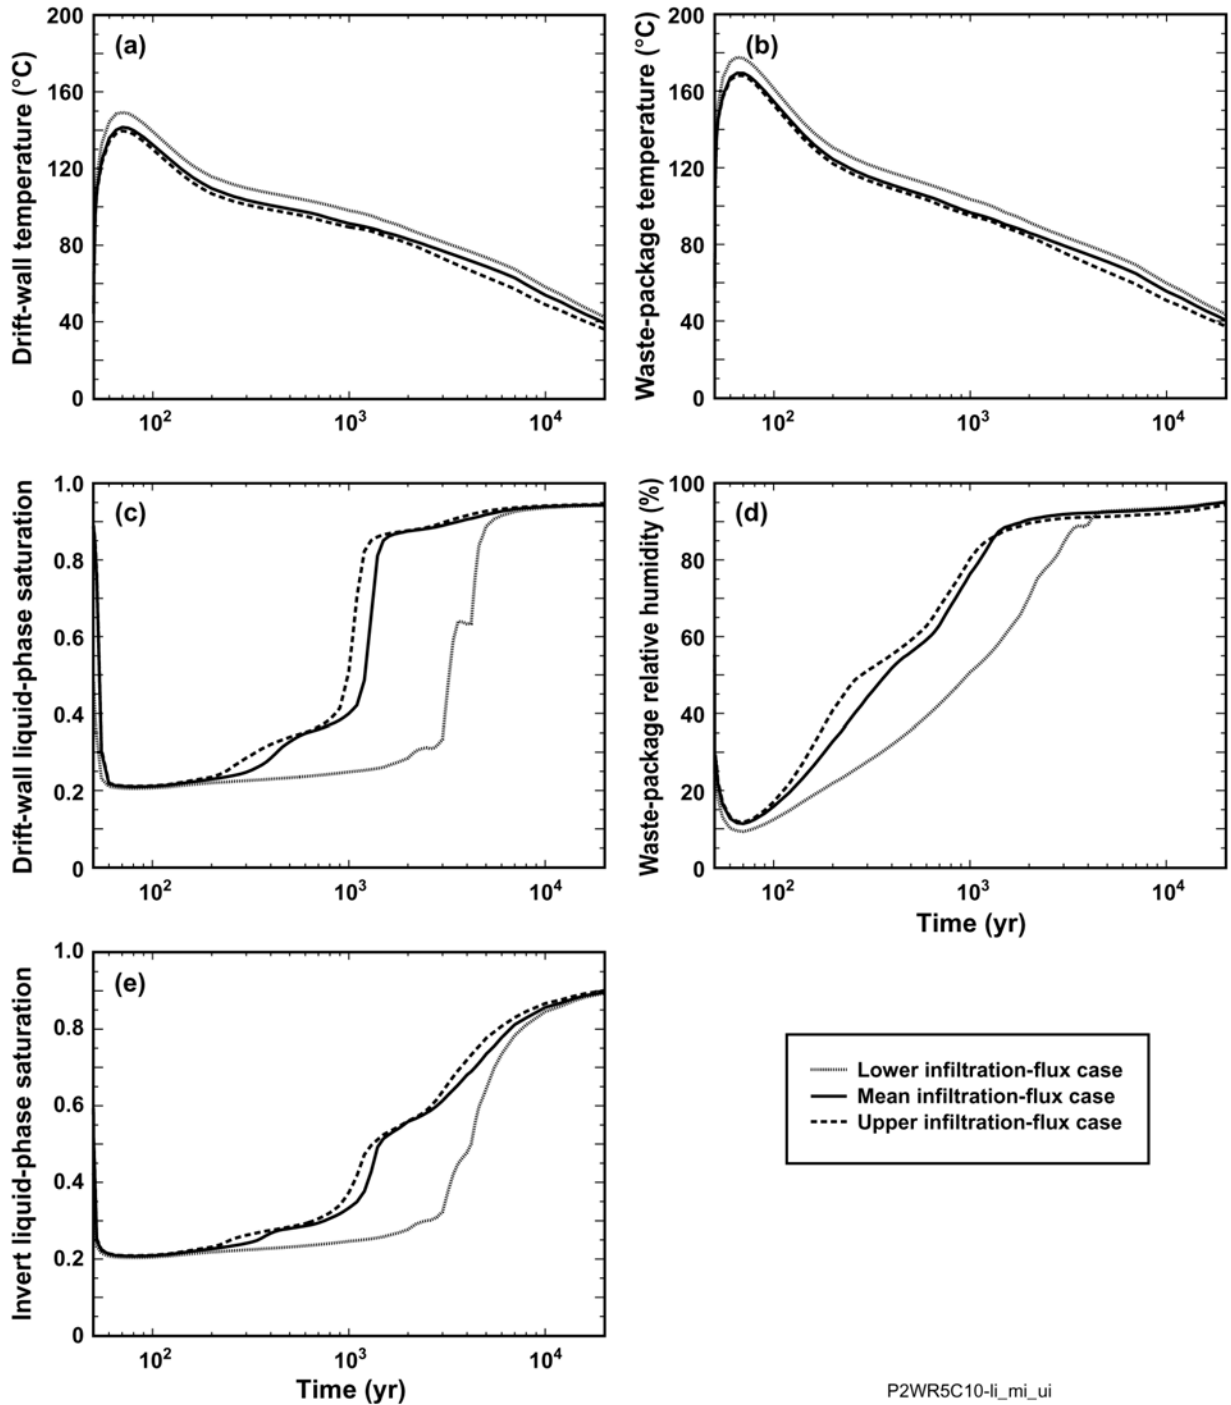 (a)
Drift-wall temperature (°C)
200
160
120
80
40
0
10²
10³
10⁴
(b)
Waste-package temperature (°C)
200
160
120
80
40
0
10²
10³
10⁴
(c)
Drift-wall liquid-phase saturation
1.0
0.8
0.6
0.4
0.2
0
10²
10³
10⁴
(d)
Waste-package relative humidity (%)
100
80
60
40
20
0
10²
10³
10⁴
Time (yr)
(e)
Invert liquid-phase saturation
1.0
0.8
0.6
0.4
0.2
0
10²
10³
10⁴
Time (yr)
Lower infiltration-flux case
Mean infiltration-flux case
Upper infiltration-flux case
P2WR5C10-li_mi_ui